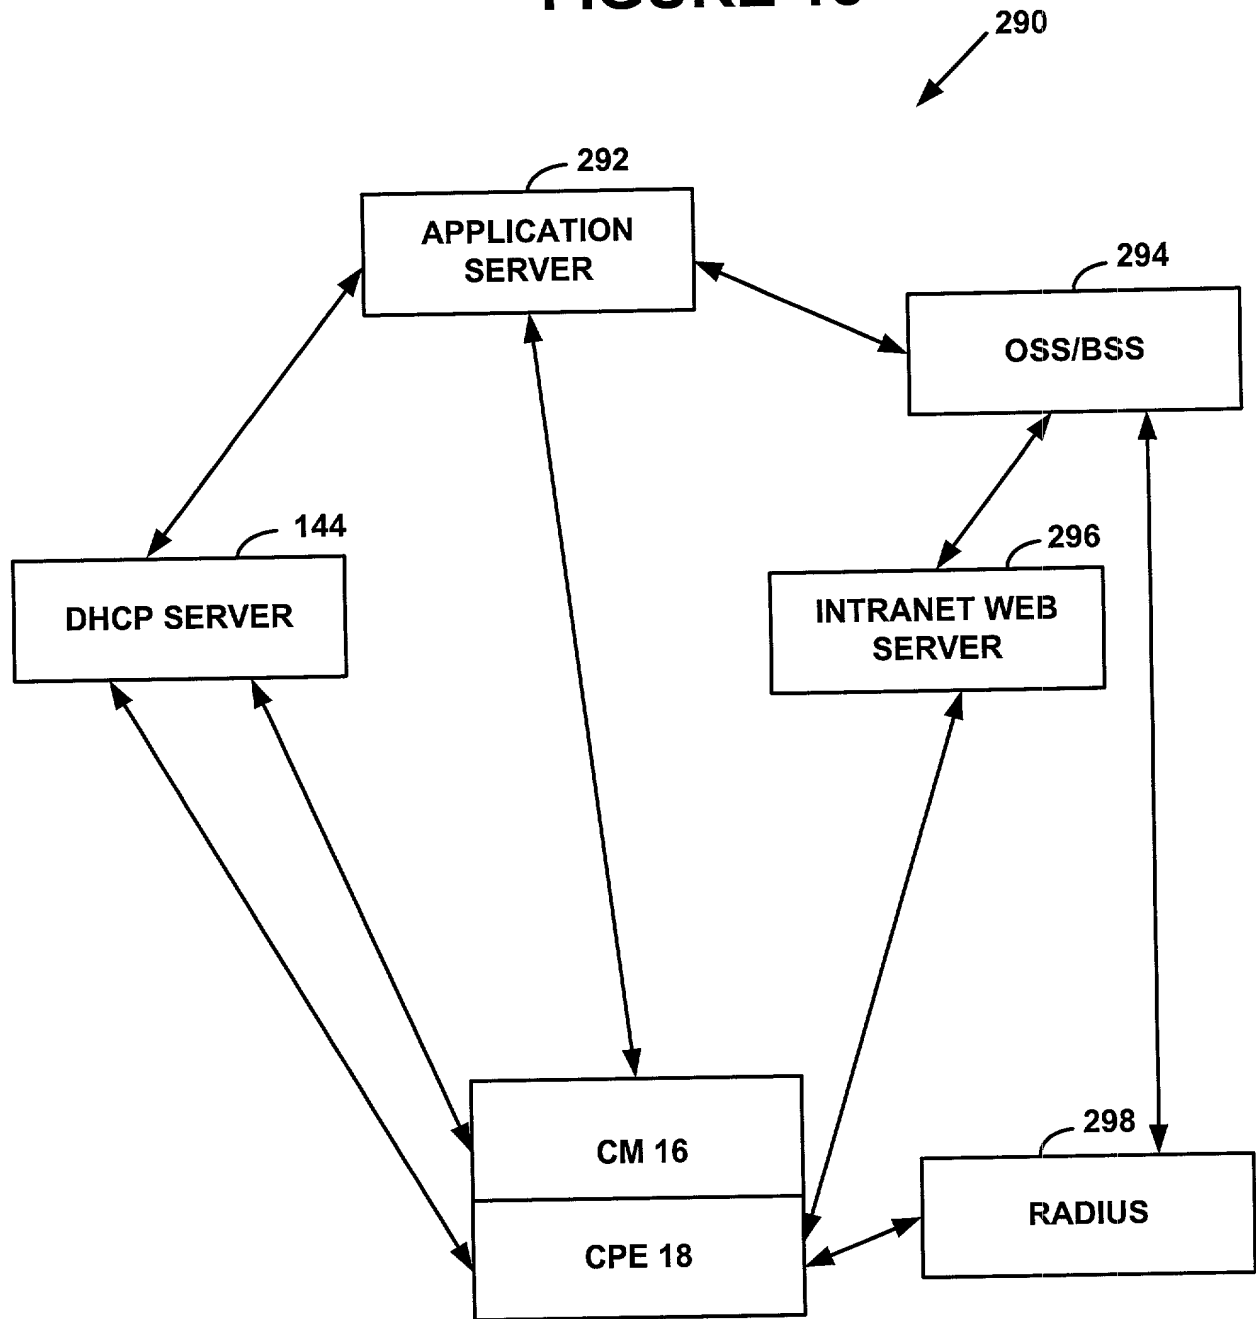 290
292
APPLICATION
SERVER
294
OSS/BSS
144
DHCP SERVER
296
INTRANET WEB
SERVER
CM 16
298
RADIUS
CPE 18